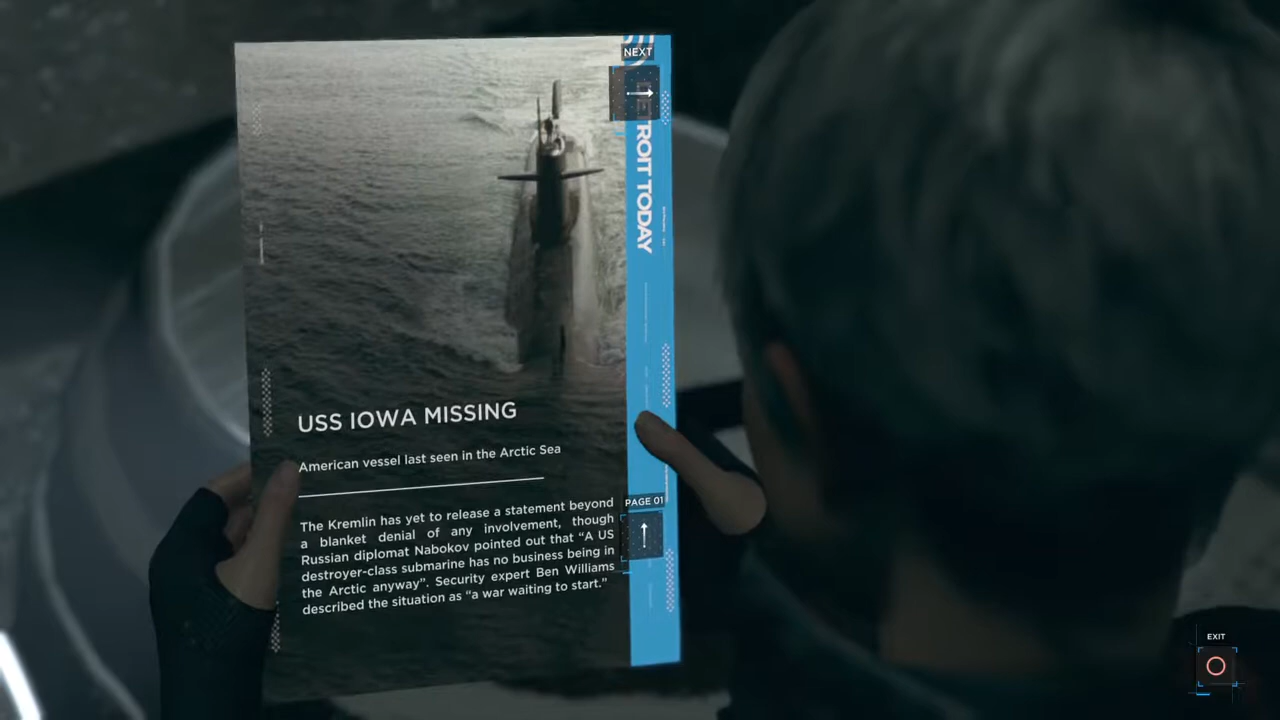 NEXT
DETROIT TODAY
USS IOWA MISSING
American vessel last seen in the Arctic Sea
The Kremlin has yet to release a statement beyond
a blanket denial of any involvement, though
Russian diplomat Nabokov pointed out that “A US
destroyer-class submarine has no business being in
the Arctic anyway”. Security expert Ben Williams
described the situation as “a war waiting to start.”
PAGE 01
EXIT